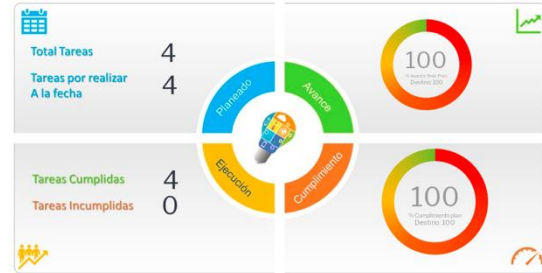 Total Tareas 4
Tareas por realizar
A la fecha 4
Planeado
Avance
100
Destino: 100
Ejecución
Cumplimiento
Tareas Cumplidas 4
Tareas Incumplidas 0
100
% Cumplimiento plan
Destino: 100